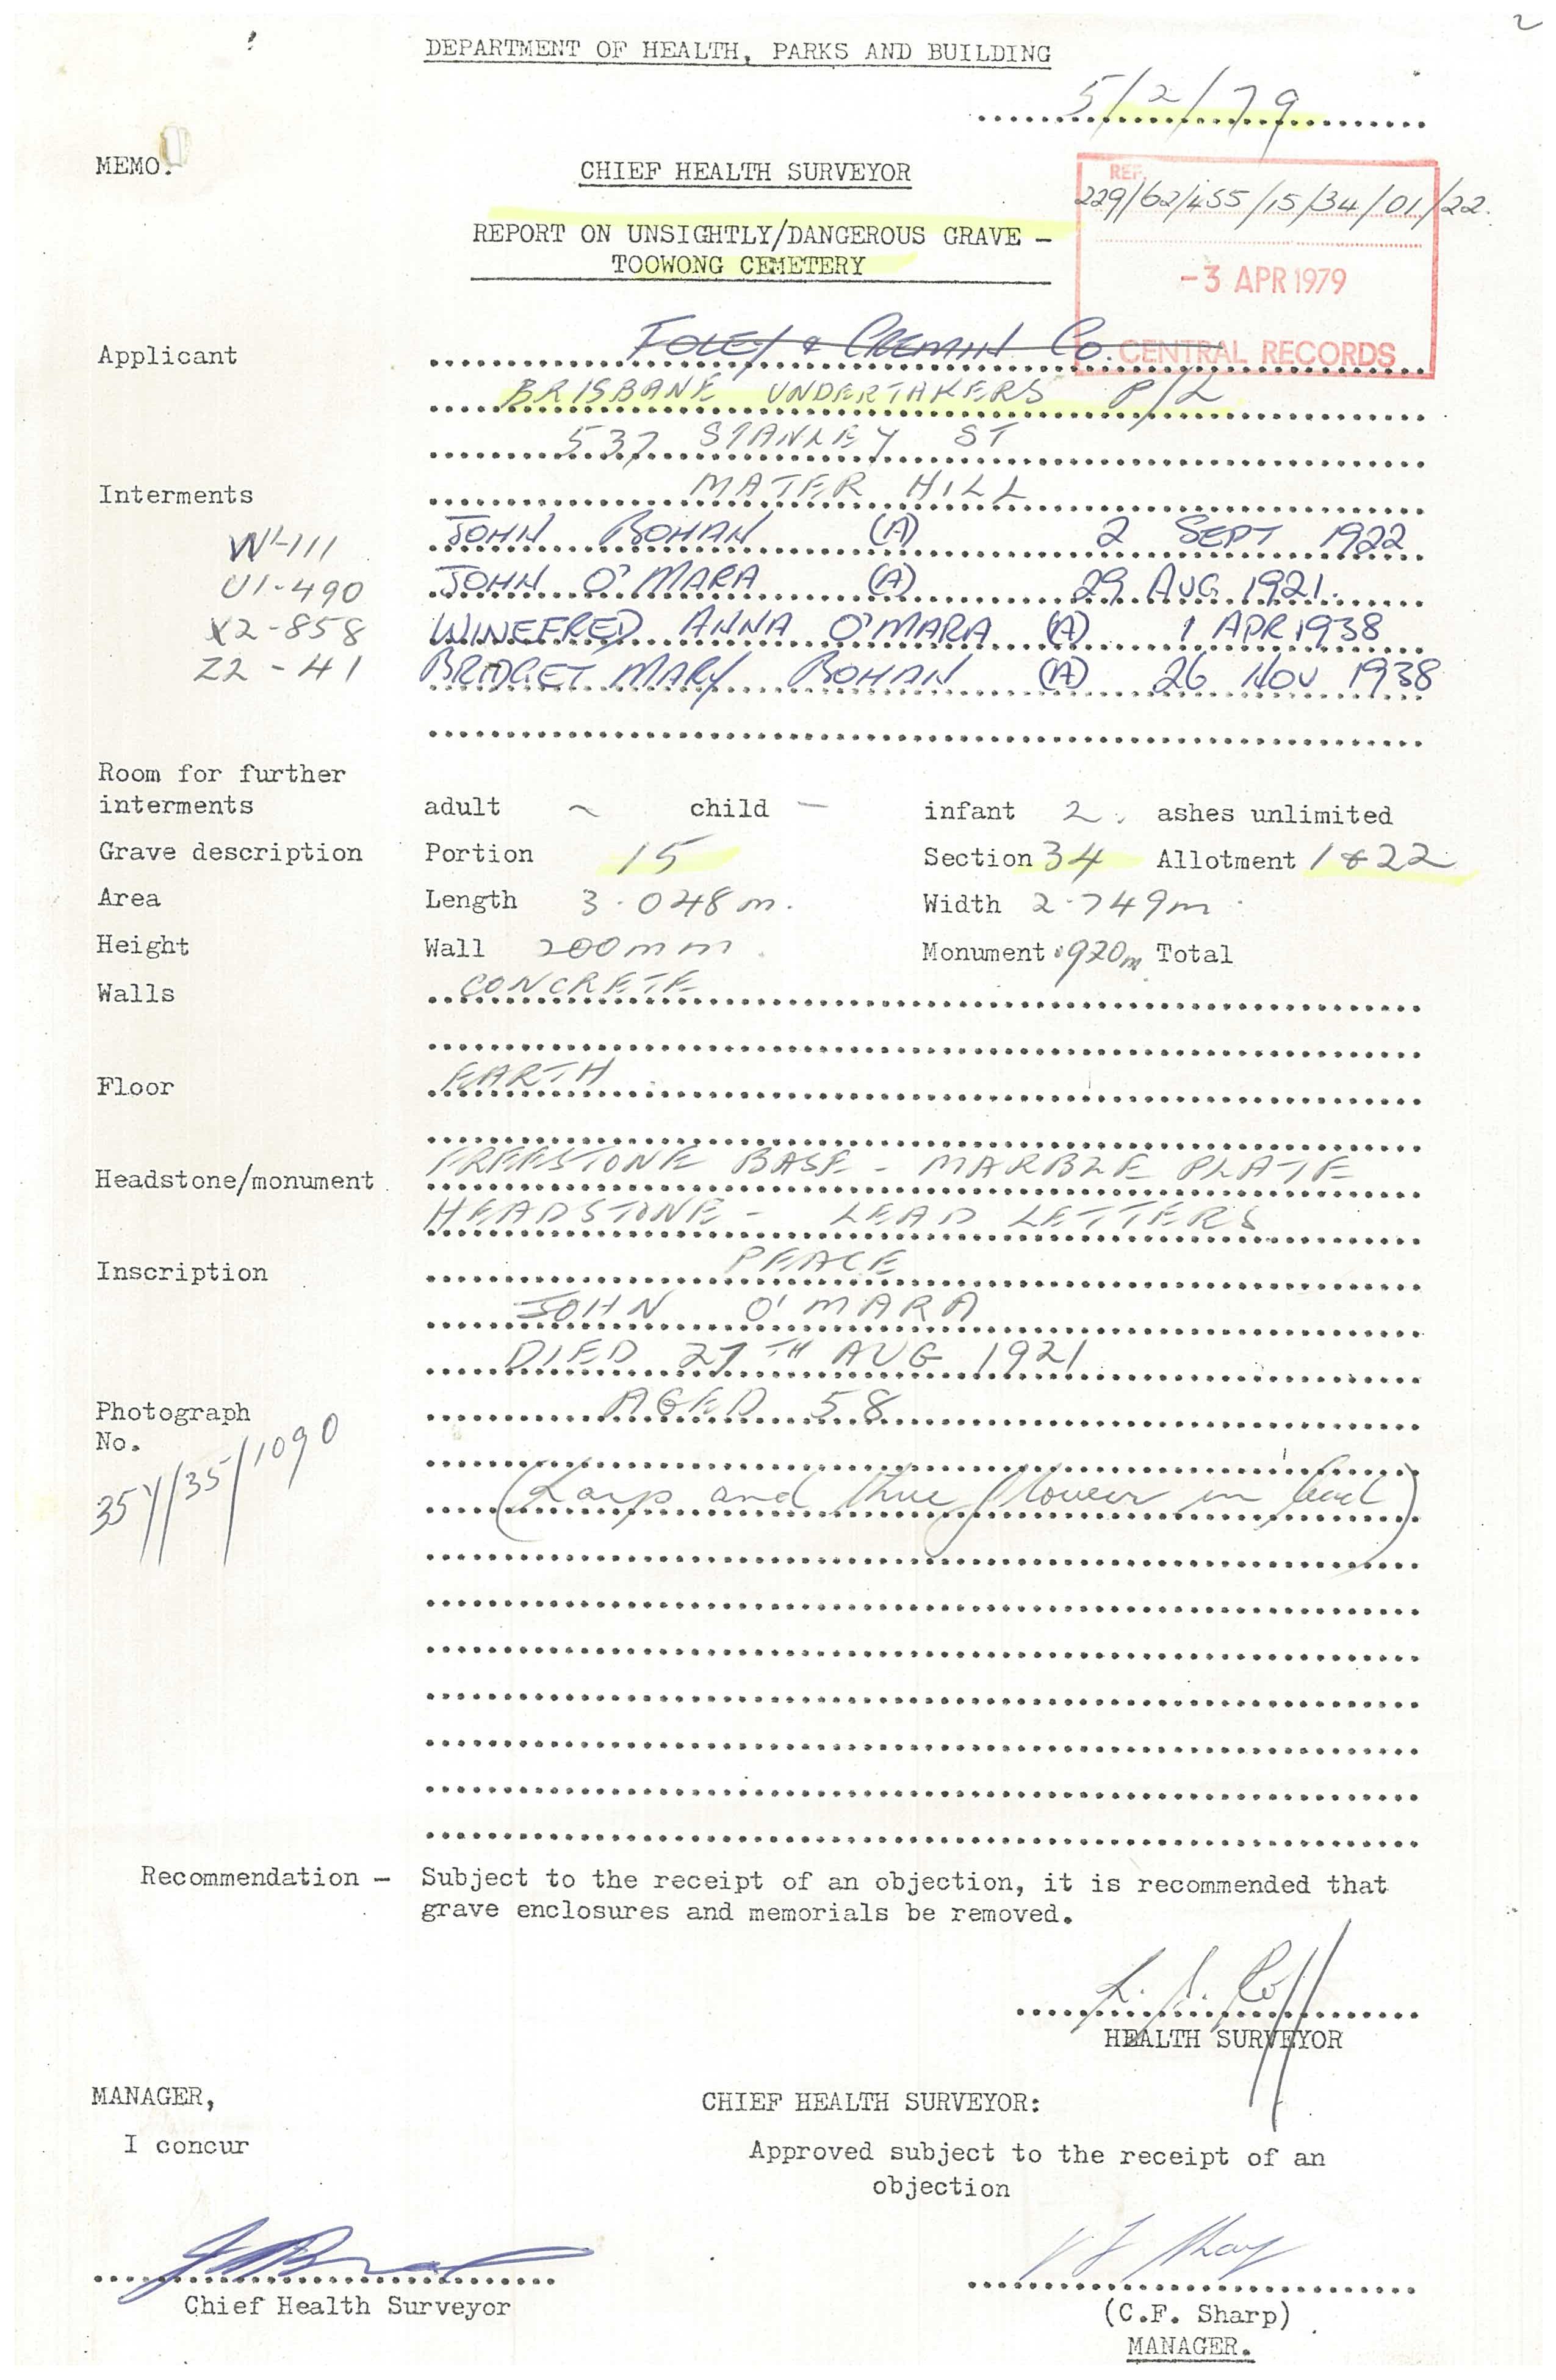 2
DEPARTMENT OF HEALTH, PARKS AND BUILDING
5/2/79
MEMO.
CHIEF HEALTH SURVEYOR
REF.
229/62/455/15/34/01/22.
REPORT ON UNSIGHTLY/DANGEROUS GRAVE –
TOOWONG CEMETERY
-3 APR 1979
CENTRAL RECORDS
Applicant FOLEY & CREMIN CO.
BRISBANE UNDERTAKERS P/L
537 STANLEY ST
Interments MATER HILL
W1-111 JOHN BOHAN (A) 2 SEPT 1922
U1-490 JOHN O'MARA (A) 29 AUG 1921.
X2-858 WINEFRED ANNA O'MARA (A) 1 APR 1938
Z2-41 BRIDGET MARY BOHAN (A) 26 NOV 1938
Room for further
interments adult ~ child – infant 2. ashes unlimited
Grave description Portion 15 Section 34 Allotment 1 & 22
Area Length 3.048m. Width 2.749m.
Height Wall 200mm. Monument .920m Total
Walls CONCRETE
Floor EARTH
Headstone/monument FREESTONE BASE - MARBLE PLATE
HEADSTONE - LEAD LETTERS
Inscription PEACE
JOHN O'MARA
DIED 27TH AUG 1921
Photograph AGED 58
No.
357/35/1090
(Harp and three flowers in lead)
Recommendation – Subject to the receipt of an objection, it is recommended that
grave enclosures and memorials be removed.
HEALTH SURVEYOR
MANAGER, CHIEF HEALTH SURVEYOR:
I concur Approved subject to the receipt of an
objection
Chief Health Surveyor
(C.F. Sharp)
MANAGER.